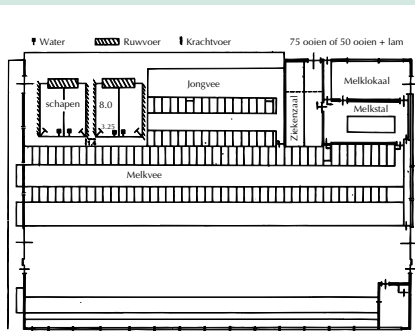 Water Ruwvoer Krachtvoer 75 ooien of 50 ooien + lam
Jongvee
Melklokaal
schapen
8.0
Ziekenzaal
Melkstal
3.25
Melkvee